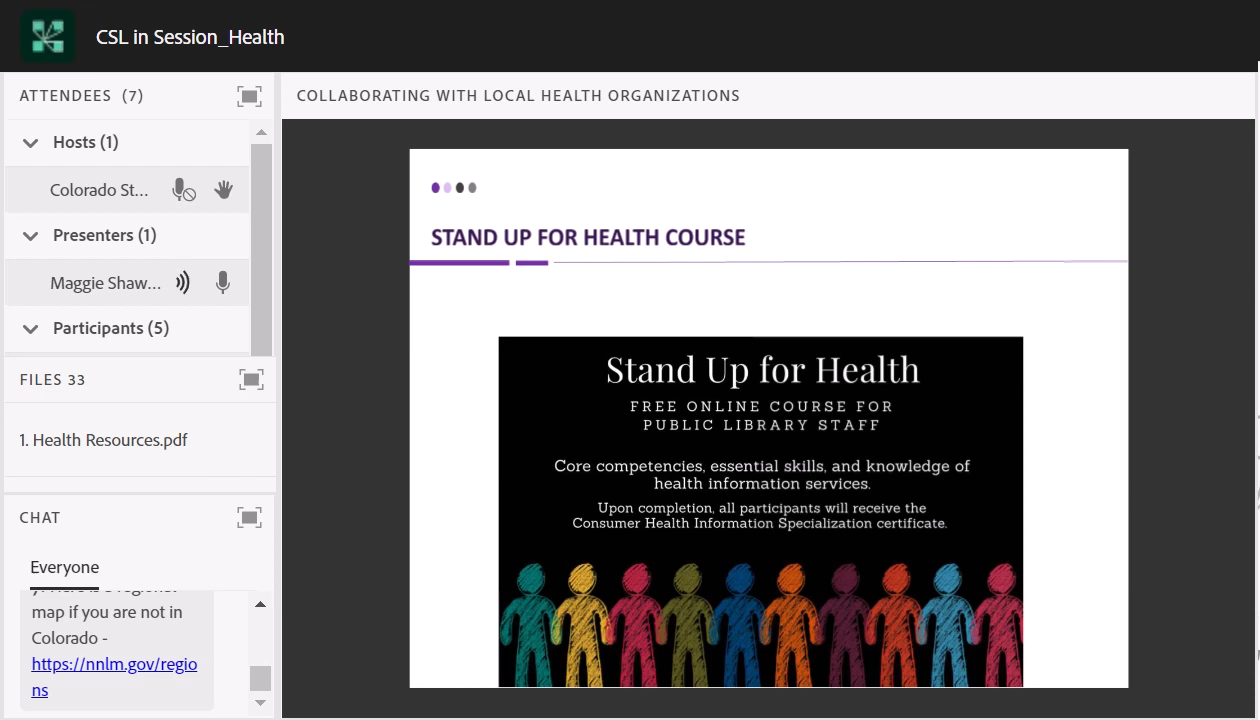 CSL in Session_Health
ATTENDEES (7)
Hosts (1)
Colorado St...
Presenters (1)
Maggie Shaw...
Participants (5)
FILES 33
1. Health Resources.pdf
CHAT
Everyone
map if you are not in
Colorado -
https://nnlm.gov/regio
ns
COLLABORATING WITH LOCAL HEALTH ORGANIZATIONS
STAND UP FOR HEALTH COURSE
Stand Up for Health
FREE ONLINE COURSE FOR
PUBLIC LIBRARY STAFF
Core competencies, essential skills, and knowledge of
health information services.
Upon completion, all participants will receive the
Consumer Health Information Specialization certificate.